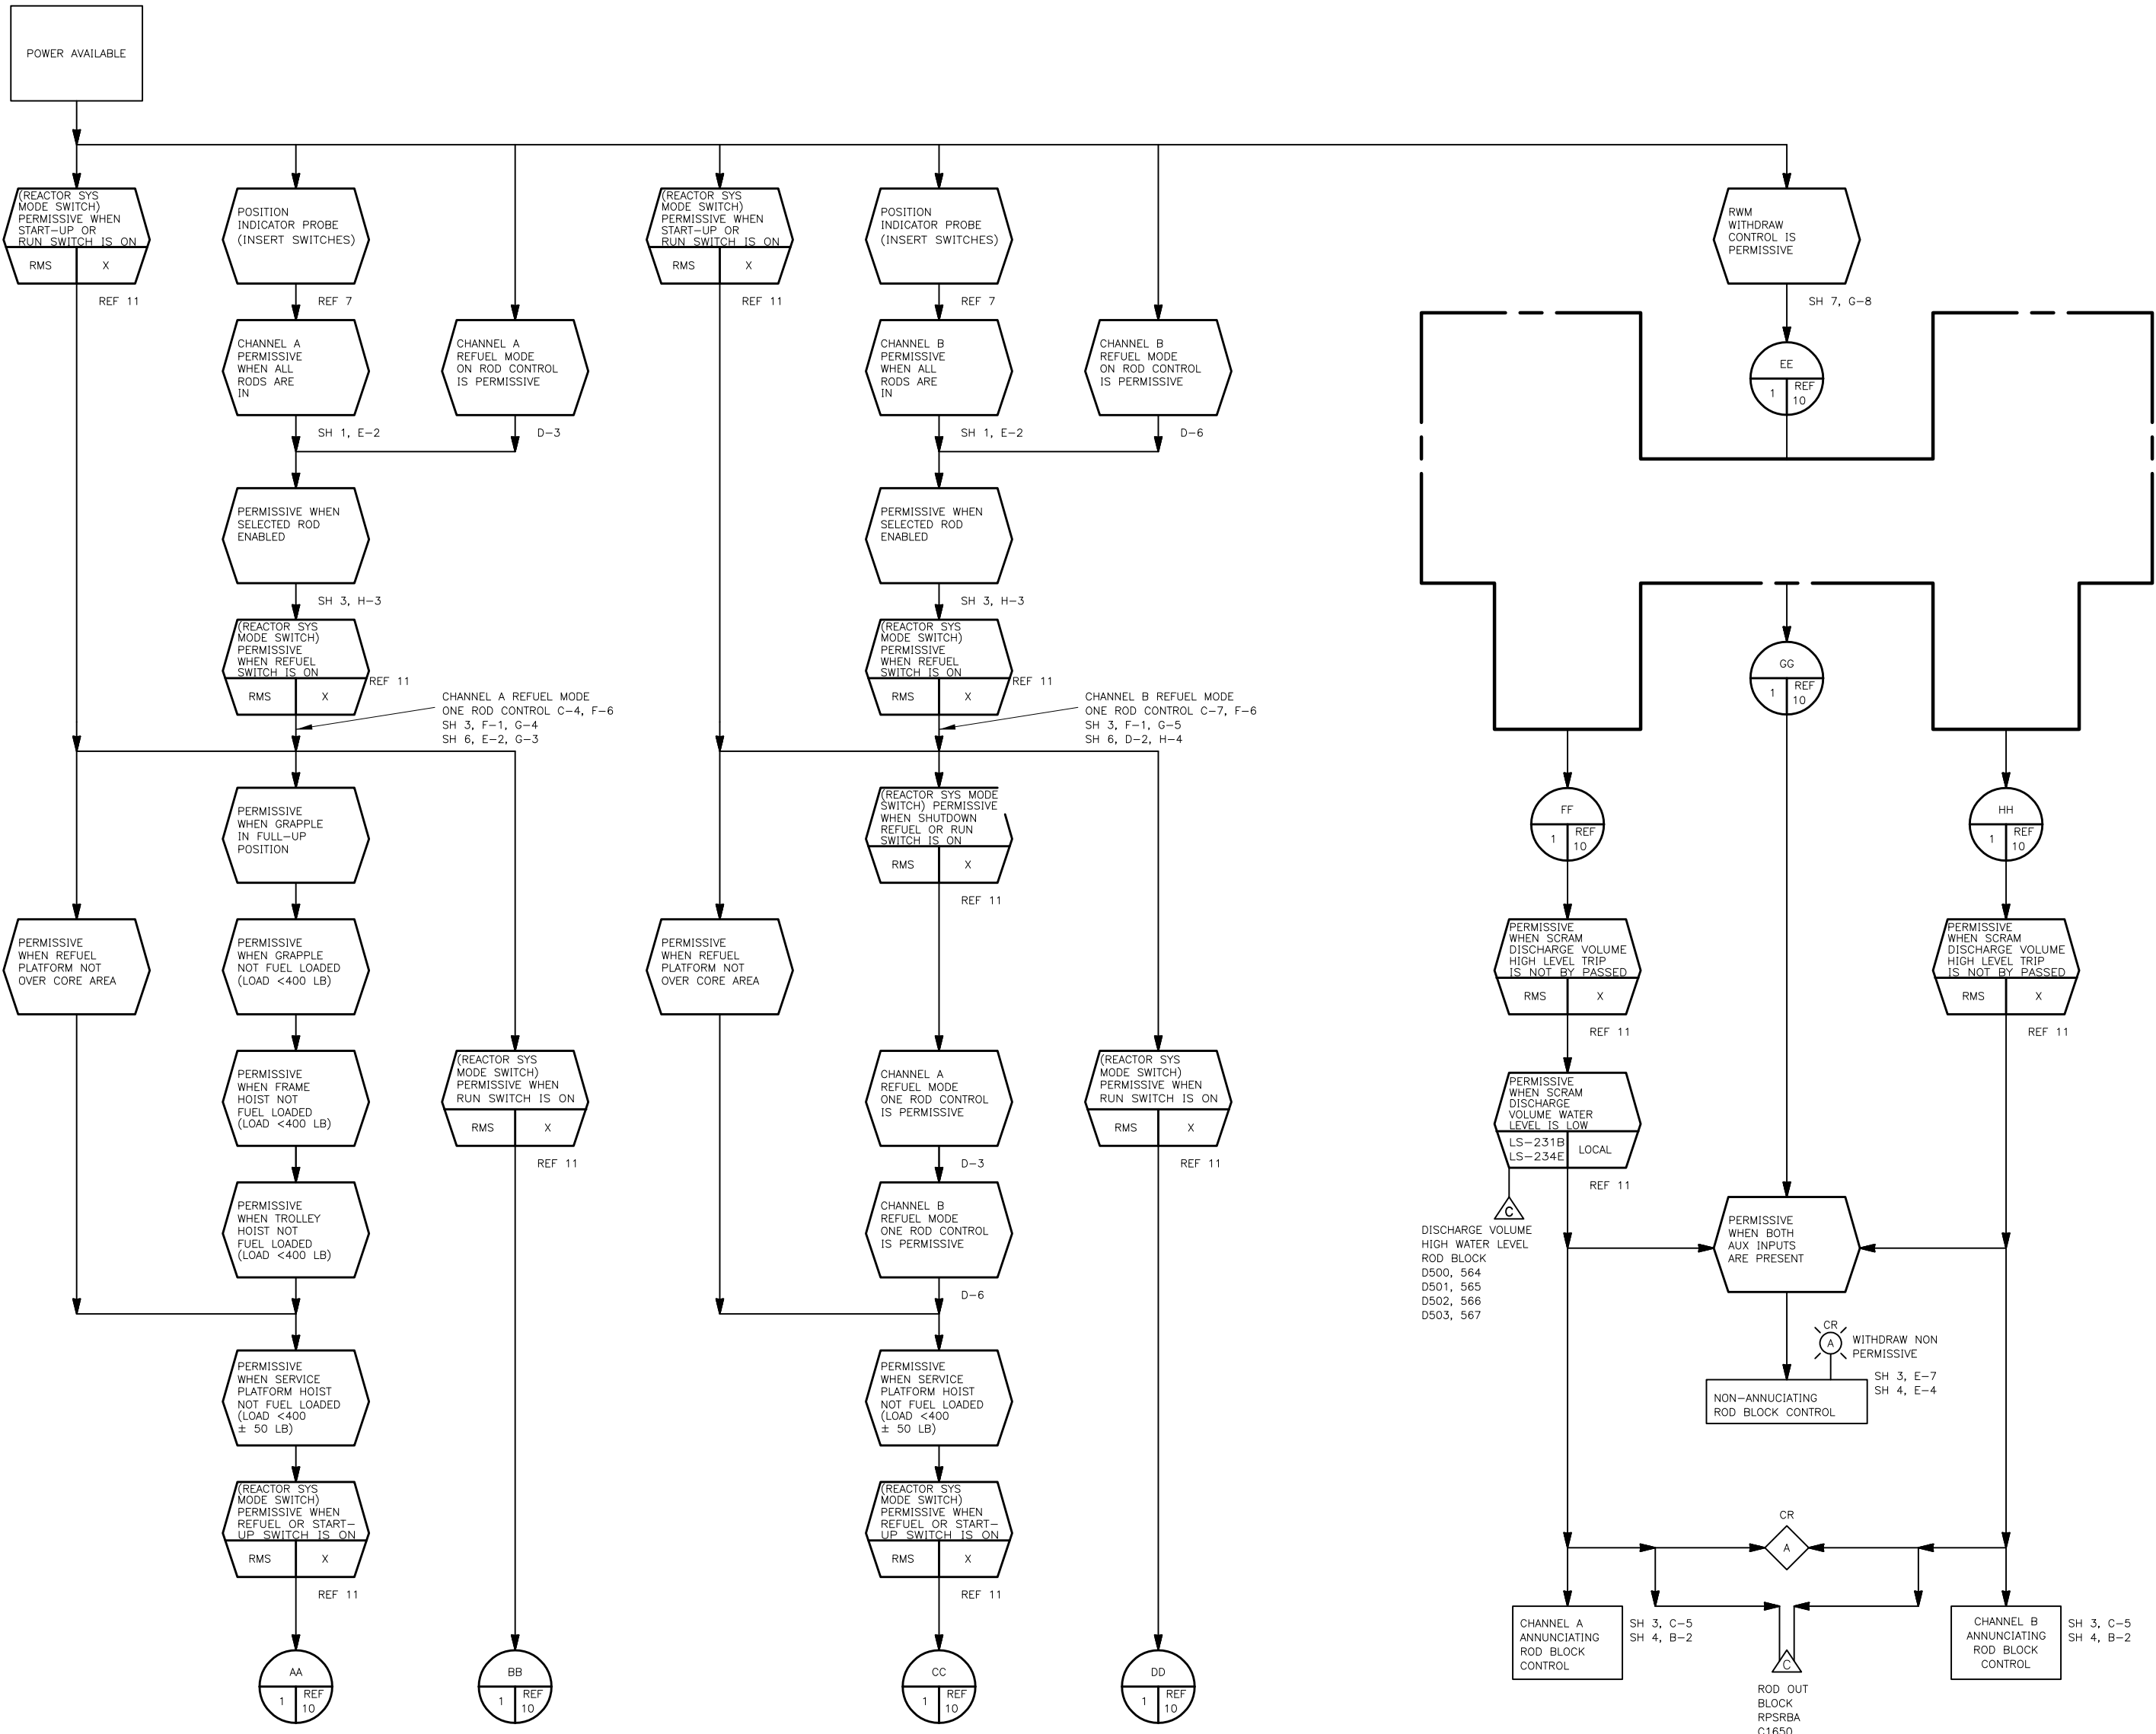 POWER AVAILABLE
(REACTOR SYS
MODE SWITCH)
PERMISSIVE WHEN
START-UP OR
RUN SWITCH IS ON
RMS
X
REF 11
POSITION
INDICATOR PROBE
(INSERT SWITCHES)
REF 7
CHANNEL A
PERMISSIVE
WHEN ALL
RODS ARE
IN
SH 1, E-2
CHANNEL A
REFUEL MODE
ON ROD CONTROL
IS PERMISSIVE
D-3
PERMISSIVE WHEN
SELECTED ROD
ENABLED
SH 3, H-3
(REACTOR SYS
MODE SWITCH)
PERMISSIVE
WHEN REFUEL
SWITCH IS ON
RMS
X
REF 11
CHANNEL A REFUEL MODE
ONE ROD CONTROL C-4, F-6
SH 3, F-1, G-4
SH 6, E-2, G-3
PERMISSIVE
WHEN GRAPPLE
IN FULL-UP
POSITION
PERMISSIVE
WHEN REFUEL
PLATFORM NOT
OVER CORE AREA
PERMISSIVE
WHEN GRAPPLE
NOT FUEL LOADED
(LOAD <400 LB)
PERMISSIVE
WHEN FRAME
HOIST NOT
FUEL LOADED
(LOAD <400 LB)
(REACTOR SYS
MODE SWITCH)
PERMISSIVE WHEN
RUN SWITCH IS ON
RMS
X
REF 11
PERMISSIVE
WHEN TROLLEY
HOIST NOT
FUEL LOADED
(LOAD <400 LB)
PERMISSIVE
WHEN SERVICE
PLATFORM HOIST
NOT FUEL LOADED
(LOAD <400
± 50 LB)
(REACTOR SYS
MODE SWITCH)
PERMISSIVE WHEN
REFUEL OR START-
UP SWITCH IS ON
RMS
X
REF 11
AA
1
REF
10
BB
1
REF
10
(REACTOR SYS
MODE SWITCH)
PERMISSIVE WHEN
START-UP OR
RUN SWITCH IS ON
RMS
X
REF 11
POSITION
INDICATOR PROBE
(INSERT SWITCHES)
REF 7
CHANNEL B
PERMISSIVE
WHEN ALL
RODS ARE
IN
SH 1, E-2
CHANNEL B
REFUEL MODE
ON ROD CONTROL
IS PERMISSIVE
D-6
PERMISSIVE WHEN
SELECTED ROD
ENABLED
SH 3, H-3
(REACTOR SYS
MODE SWITCH)
PERMISSIVE
WHEN REFUEL
SWITCH IS ON
RMS
X
REF 11
CHANNEL B REFUEL MODE
ONE ROD CONTROL C-7, F-6
SH 3, F-1, G-5
SH 6, D-2, H-4
(REACTOR SYS MODE
SWITCH) PERMISSIVE
WHEN SHUTDOWN
REFUEL OR RUN
SWITCH IS ON
RMS
X
REF 11
PERMISSIVE
WHEN REFUEL
PLATFORM NOT
OVER CORE AREA
CHANNEL A
REFUEL MODE
ONE ROD CONTROL
IS PERMISSIVE
D-3
(REACTOR SYS
MODE SWITCH)
PERMISSIVE WHEN
RUN SWITCH IS ON
RMS
X
REF 11
CHANNEL B
REFUEL MODE
ONE ROD CONTROL
IS PERMISSIVE
D-6
PERMISSIVE
WHEN SERVICE
PLATFORM HOIST
NOT FUEL LOADED
(LOAD <400
± 50 LB)
(REACTOR SYS
MODE SWITCH)
PERMISSIVE WHEN
REFUEL OR START-
UP SWITCH IS ON
RMS
X
REF 11
CC
1
REF
10
DD
1
REF
10
RWM
WITHDRAW
CONTROL IS
PERMISSIVE
SH 7, G-8
EE
1
REF
10
GG
1
REF
10
FF
1
REF
10
HH
1
REF
10
PERMISSIVE
WHEN SCRAM
DISCHARGE VOLUME
HIGH LEVEL TRIP
IS NOT BY PASSED
RMS
X
REF 11
PERMISSIVE
WHEN SCRAM
DISCHARGE VOLUME
HIGH LEVEL TRIP
IS NOT BY PASSED
RMS
X
REF 11
PERMISSIVE
WHEN SCRAM
DISCHARGE
VOLUME WATER
LEVEL IS LOW
LS-231B
LS-234E
LOCAL
REF 11
C
DISCHARGE VOLUME
HIGH WATER LEVEL
ROD BLOCK
D500, 564
D501, 565
D502, 566
D503, 567
PERMISSIVE
WHEN BOTH
AUX INPUTS
ARE PRESENT
CR
A
WITHDRAW NON
PERMISSIVE
SH 3, E-7
SH 4, E-4
NON-ANNUCIATING
ROD BLOCK CONTROL
CR
A
CHANNEL A
ANNUNCIATING
ROD BLOCK
CONTROL
SH 3, C-5
SH 4, B-2
C
ROD OUT
BLOCK
RPSRBA
C1650
CHANNEL B
ANNUNCIATING
ROD BLOCK
CONTROL
SH 3, C-5
SH 4, B-2